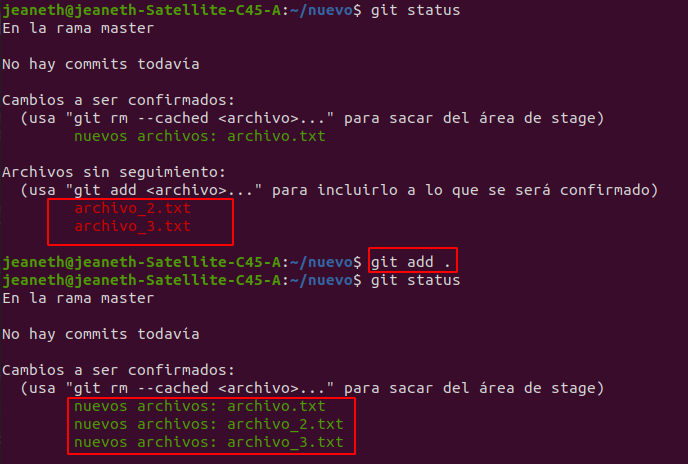 jeaneth@jeaneth-Satellite-C45-A:~/nuevo$ git status
En la rama master
No hay commits todavía
Cambios a ser confirmados:
(usa "git rm --cached <archivo>..." para sacar del área de stage)
nuevos archivos: archivo.txt
Archivos sin seguimiento:
(usa "git add <archivo>..." para incluirlo a lo que se será confirmado)
archivo_2.txt
archivo_3.txt
jeaneth@jeaneth-Satellite-C45-A:~/nuevo$ git add .
jeaneth@jeaneth-Satellite-C45-A:~/nuevo$ git status
En la rama master
No hay commits todavía
Cambios a ser confirmados:
(usa "git rm --cached <archivo>..." para sacar del área de stage)
nuevos archivos: archivo.txt
nuevos archivos: archivo_2.txt
nuevos archivos: archivo_3.txt